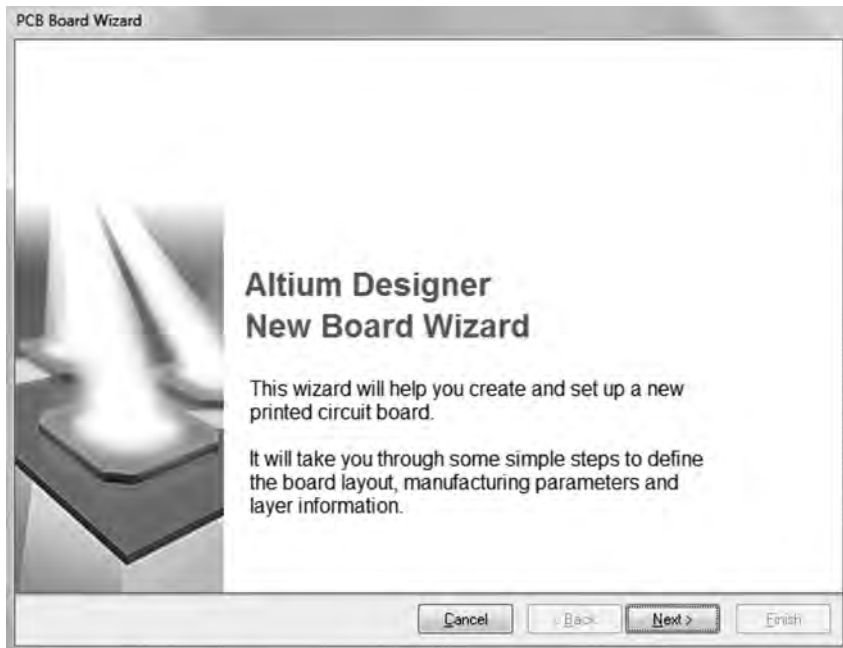 PCB Board Wizard
Altium Designer
New Board Wizard
This wizard will help you create and set up a new
printed circuit board.
It will take you through some simple steps to define
the board layout, manufacturing parameters and
layer information.
Cancel < Back Next > Finish